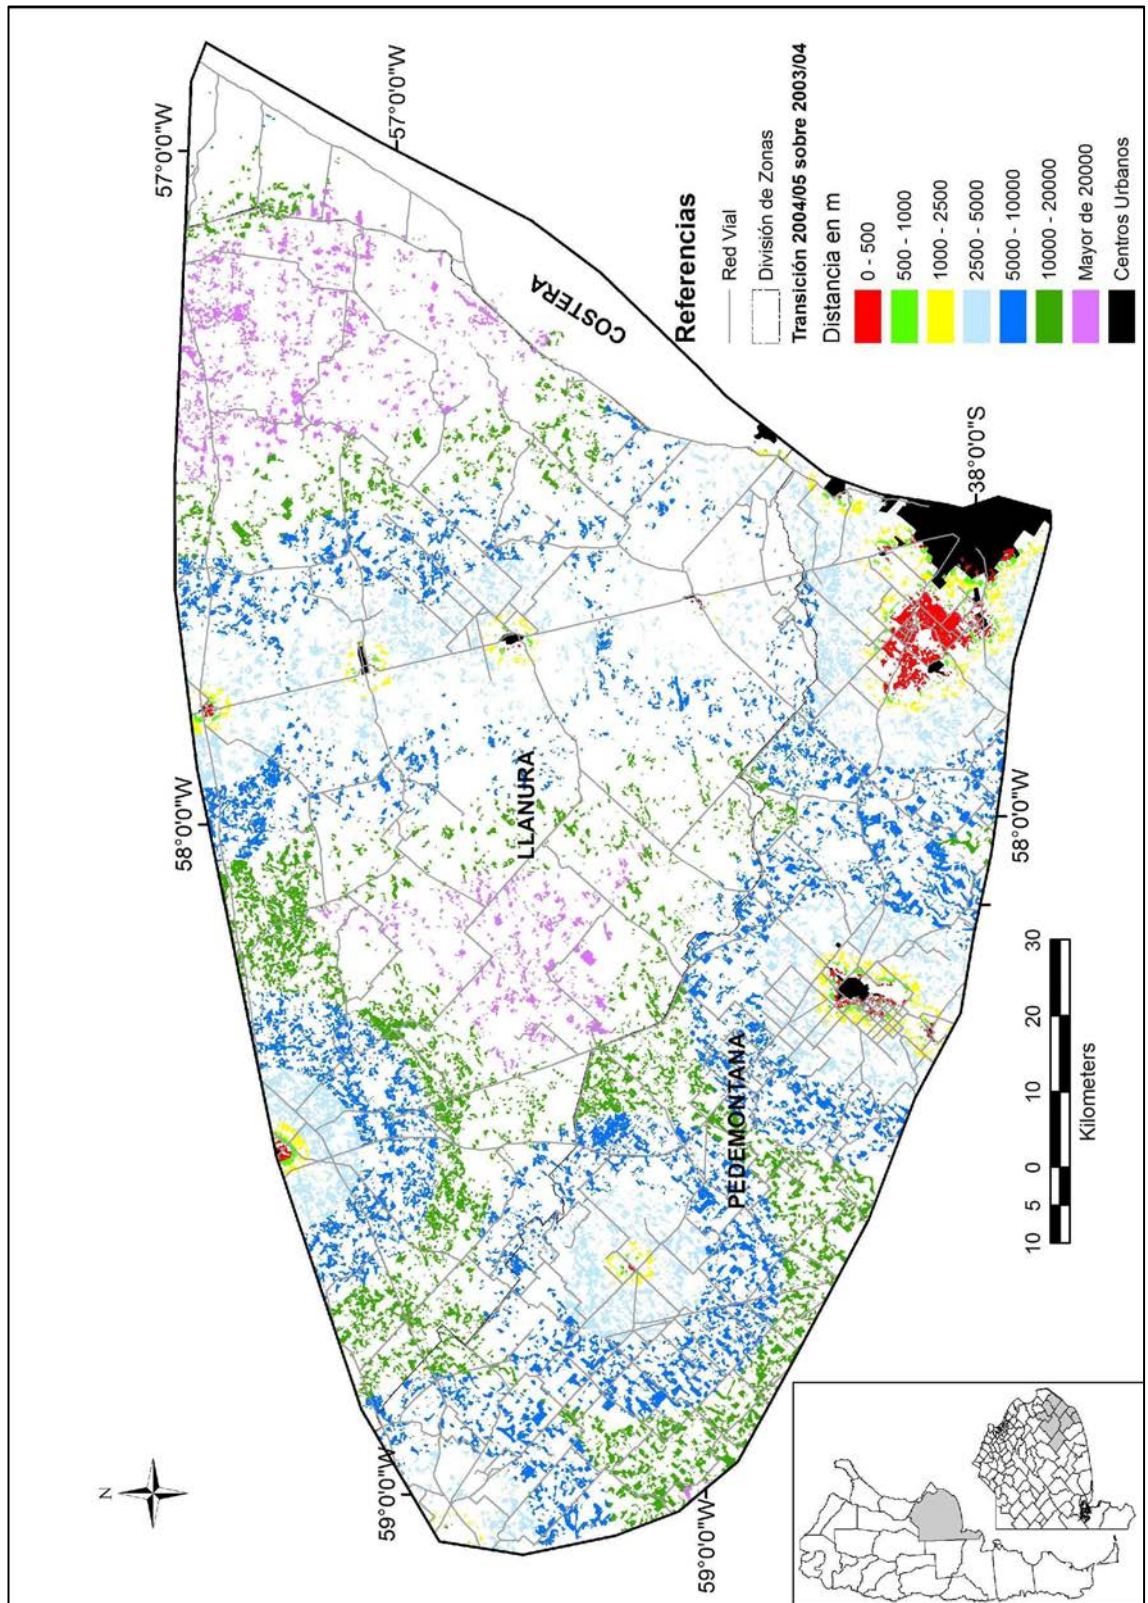 N
57°0'0"W
57°0'0"W
58°0'0"W
58°0'0"W
59°0'0"W
59°0'0"W
38°0'0"S
COSTERA
LLANURA
PEDEMONTANA
Referencias
Red Vial
División de Zonas
Transición 2004/05 sobre 2003/04
Distancia en m
0 - 500
500 - 1000
1000 - 2500
2500 - 5000
5000 - 10000
10000 - 20000
Mayor de 20000
Centros Urbanos
10 5 0 10 20 30
Kilometers